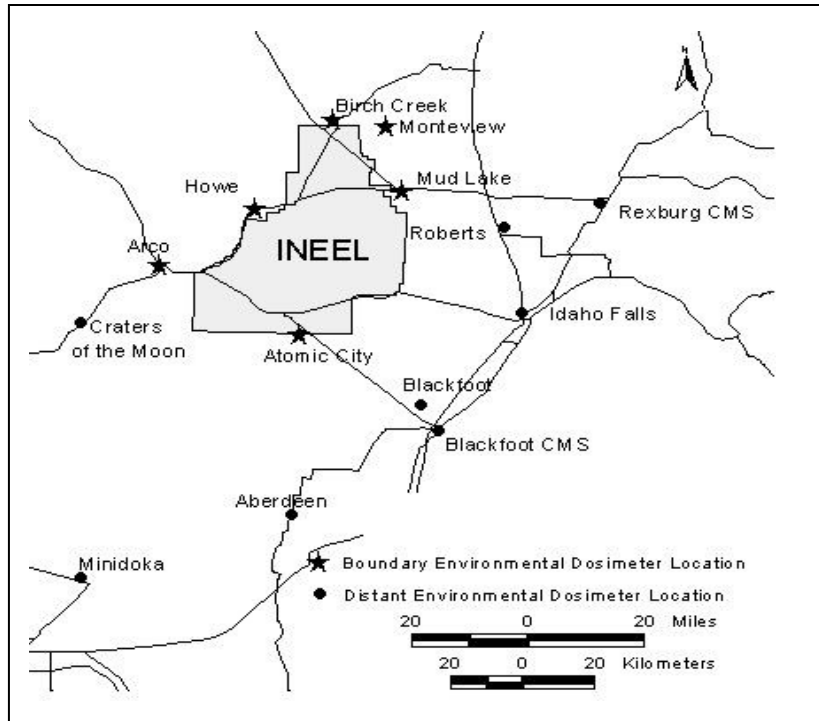 N
Birch Creek
Monteview
Mud Lake
Howe
Rexburg CMS
Roberts
Arco
INEEL
Idaho Falls
Craters
of the Moon
Atomic City
Blackfoot
Blackfoot CMS
Aberdeen
Minidoka
Boundary Environmental Dosimeter Location
Distant Environmental Dosimeter Location
20 0 20 Miles
20 0 20 Kilometers